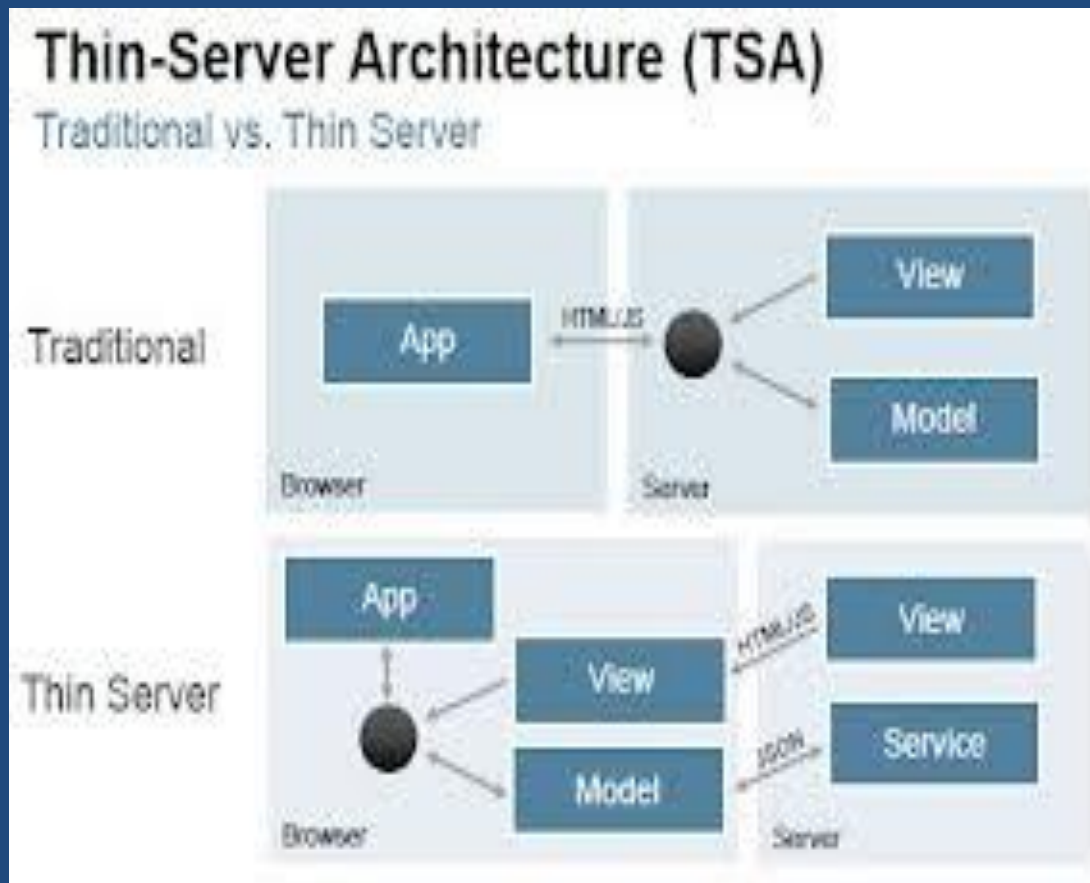 Thin-Server Architecture (TSA)
Traditional vs. Thin Server
Traditional
App
HTML/JS
View
Model
Browser
Server
Thin Server
App
View
Model
HTML/JS
JSON
View
Service
Browser
Server